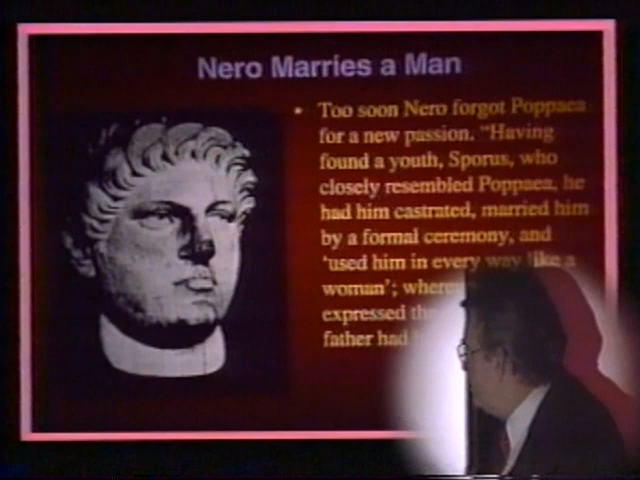 Nero Marries a Man
• Too soon Nero forgot Poppaea
for a new passion. "Having
found a youth, Sporus, who
closely resembled Poppaea, he
had him castrated, married him
by a formal ceremony, and
'used him in every way like a
woman';
expressed
father had